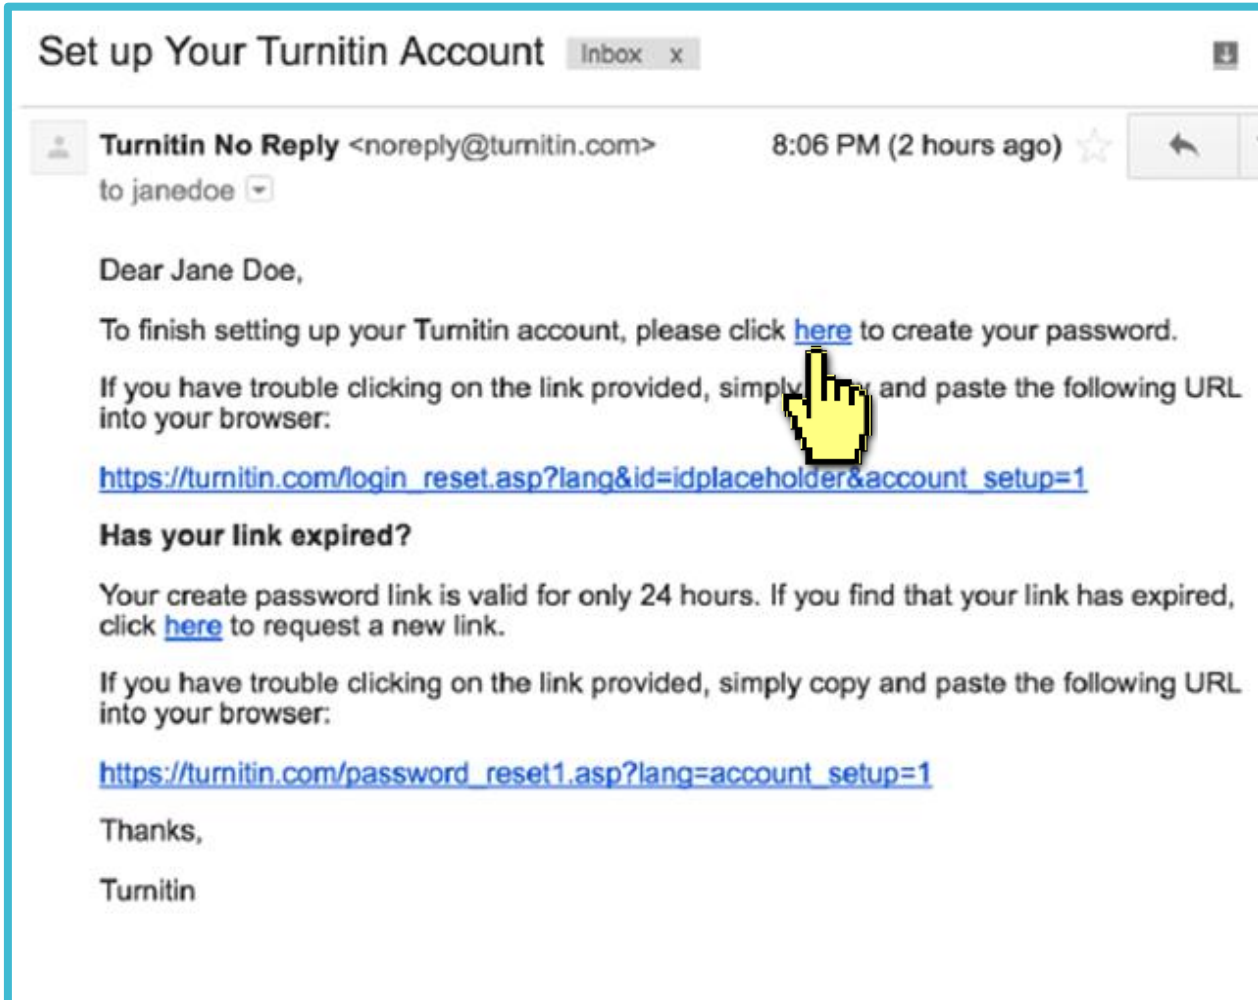 Set up Your Turnitin Account Inbox x
Turnitin No Reply <noreply@turnitin.com> 8:06 PM (2 hours ago)
to janedoe
Dear Jane Doe,
To finish setting up your Turnitin account, please click here to create your password.
If you have trouble clicking on the link provided, simply and paste the following URL
into your browser:
https://turnitin.com/login_reset.asp?lang&id=idplaceholder&account_setup=1
Has your link expired?
Your create password link is valid for only 24 hours. If you find that your link has expired,
click here to request a new link.
If you have trouble clicking on the link provided, simply copy and paste the following URL
into your browser:
https://turnitin.com/password_reset1.asp?lang=account_setup=1
Thanks,
Turnitin